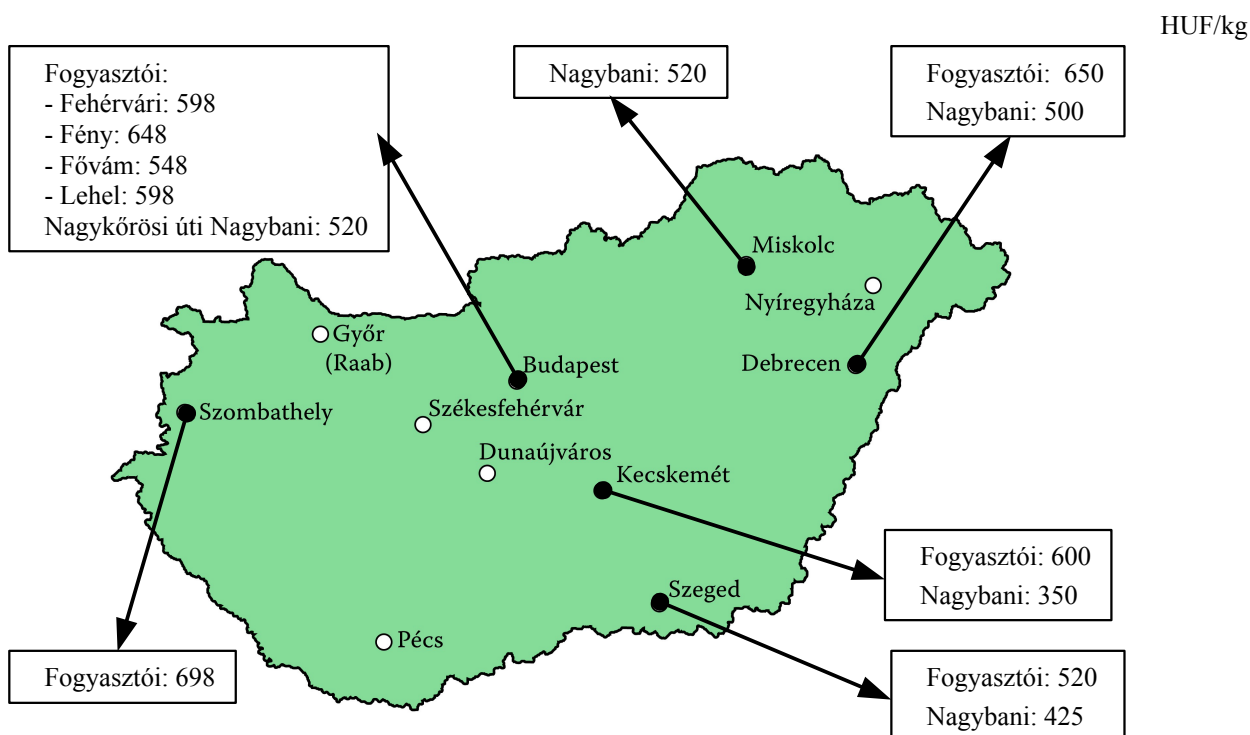 HUF/kg
Fogyasztói:
- Fehérvári: 598
- Fény: 648
- Fővám: 548
- Lehel: 598
Nagykőrösi úti Nagybani: 520
Nagybani: 520
Fogyasztói: 650
Nagybani: 500
Miskolc
Nyíregyháza
Győr
(Raab)
Budapest
Debrecen
Szombathely
Székesfehérvár
Dunaújváros
Kecskemét
Fogyasztói: 600
Nagybani: 350
Szeged
Pécs
Fogyasztói: 698
Fogyasztói: 520
Nagybani: 425